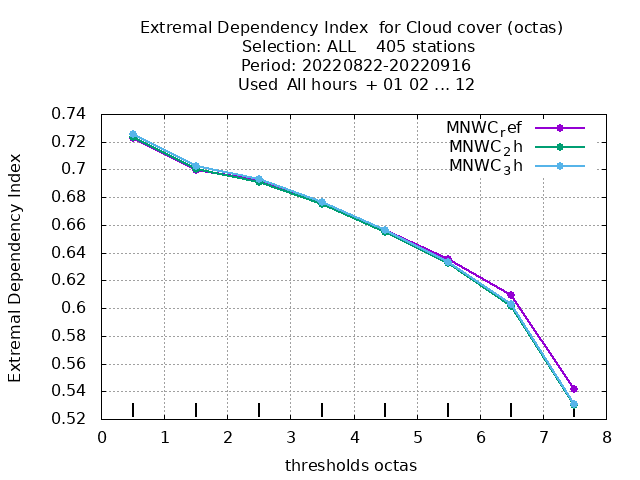 Extremal Dependency Index  for Cloud cover (octas)
Selection: ALL    405 stations
Period: 20220822-20220916
Used  All hours  + 01 02 ... 12
Extremal Dependency Index
0.74
0.72
0.7
0.68
0.66
0.64
0.62
0.6
0.58
0.56
0.54
0.52
MNWC_ref
MNWC_2h
MNWC_3h
0 1 2 3 4 5 6 7 8
thresholds octas